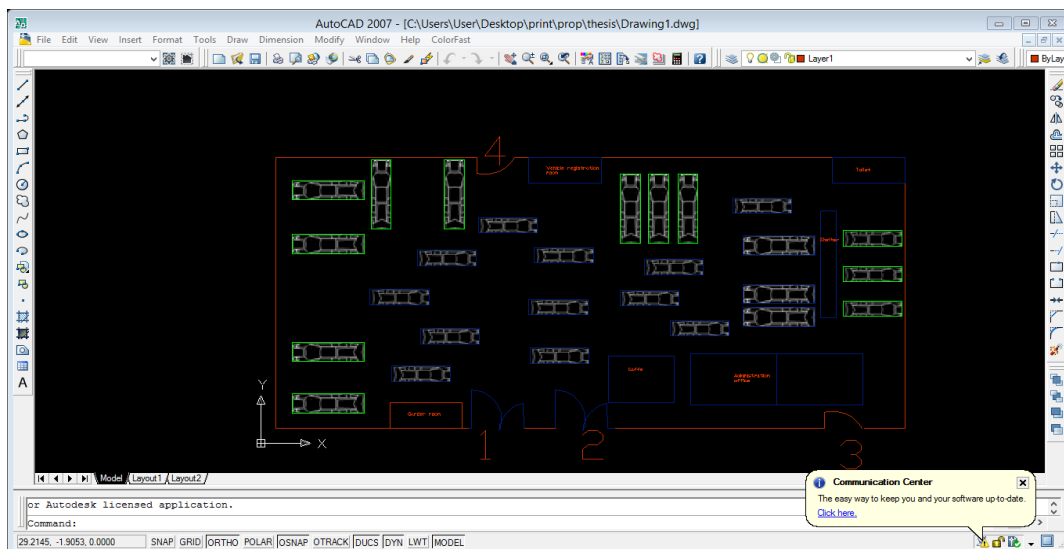 AutoCAD 2007 - [C:\Users\User\Desktop\print\prop\thesis\Drawing1.dwg]
File Edit View Insert Format Tools Draw Dimension Modify Window Help ColorFast
Layer1
ByLay
4
Vehicle registration
room
Toilet
Shelter
Caffe
Administration
office
Garder room
Y
X
1
2
3
A
Model Layout1 Layout2
or Autodesk licensed application.
Command:
Communication Center
The easy way to keep you and your software up-to-date.
Click here.
29.2145, -1.9053, 0.0000 SNAP GRID ORTHO POLAR OSNAP OTRACK DUCS DYN LWT MODEL